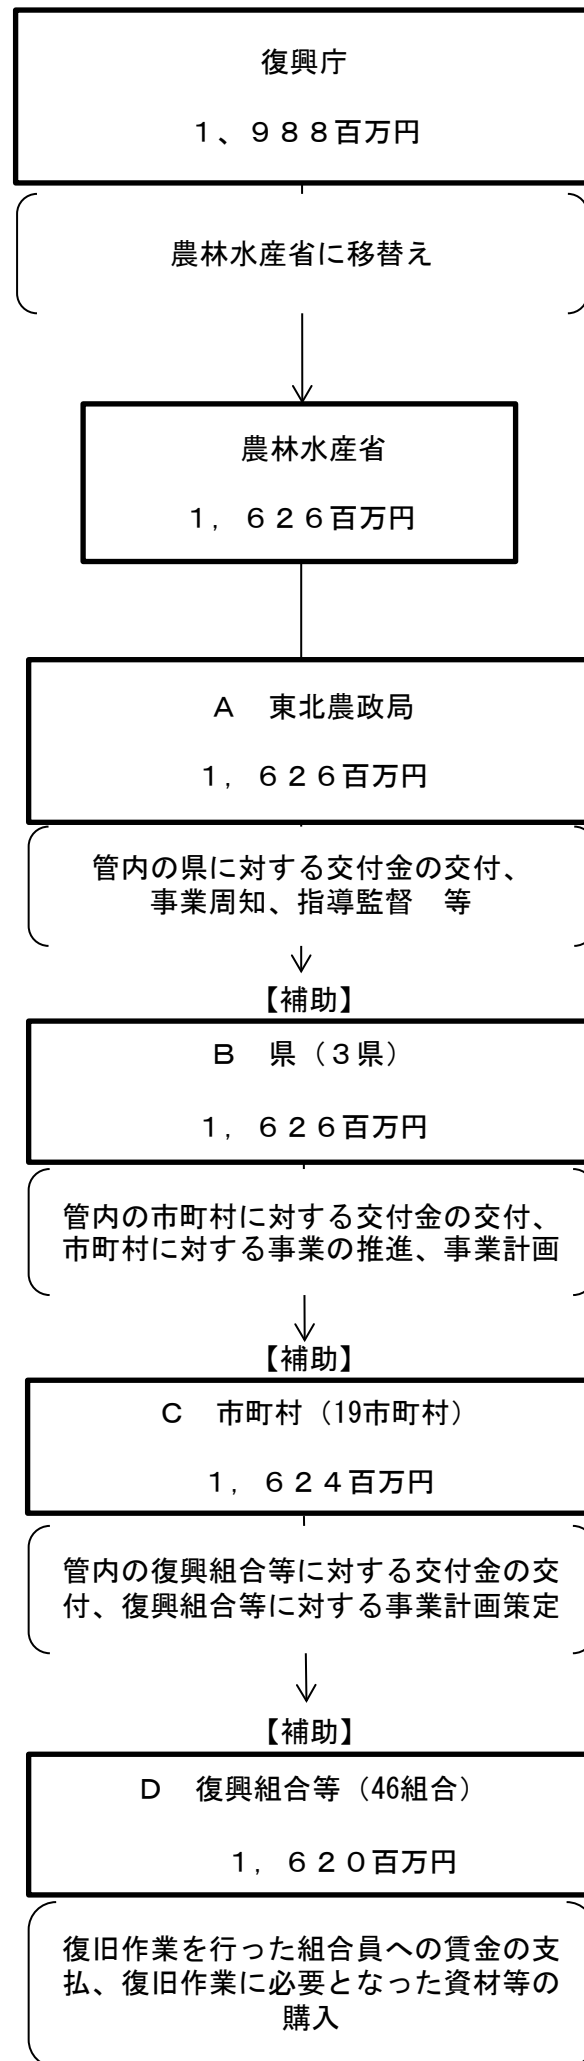 復興庁
１、９８８百万円
農林水産省に移替え
農林水産省
１，６２６百万円
Ａ　東北農政局
１，６２６百万円
管内の県に対する交付金の交付、
事業周知、指導監督　等
【補助】
Ｂ　県（３県）
１，６２６百万円
管内の市町村に対する交付金の交付、
市町村に対する事業の推進、事業計画
【補助】
Ｃ　市町村（19市町村）
１，６２４百万円
管内の復興組合等に対する交付金の交
付、復興組合等に対する事業計画策定
【補助】
Ｄ　復興組合等（46組合）
１，６２０百万円
復旧作業を行った組合員への賃金の支
払、復旧作業に必要となった資材等の
購入